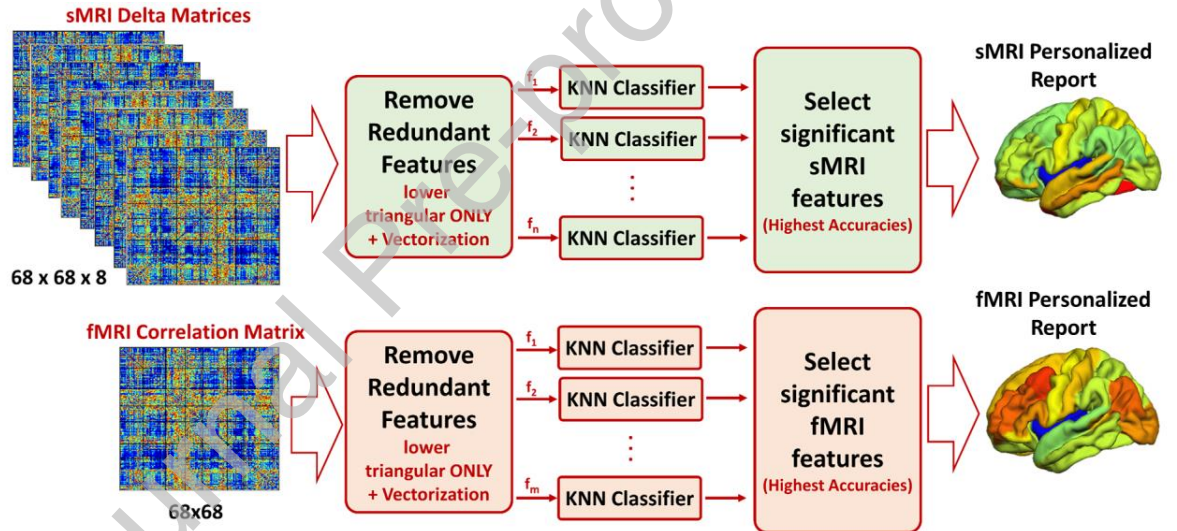 sMRI Delta Matrices
68 x 68 x 8
Remove
Redundant
Features
lower
triangular ONLY
+ Vectorization
f1
KNN Classifier
f2
KNN Classifier
⋮
fn
KNN Classifier
Select
significant
sMRI
features
(Highest Accuracies)
sMRI Personalized
Report
fMRI Correlation Matrix
68x68
Remove
Redundant
Features
lower
triangular ONLY
+ Vectorization
f1
KNN Classifier
f2
KNN Classifier
⋮
fm
KNN Classifier
Select
significant
fMRI
features
(Highest Accuracies)
fMRI Personalized
Report